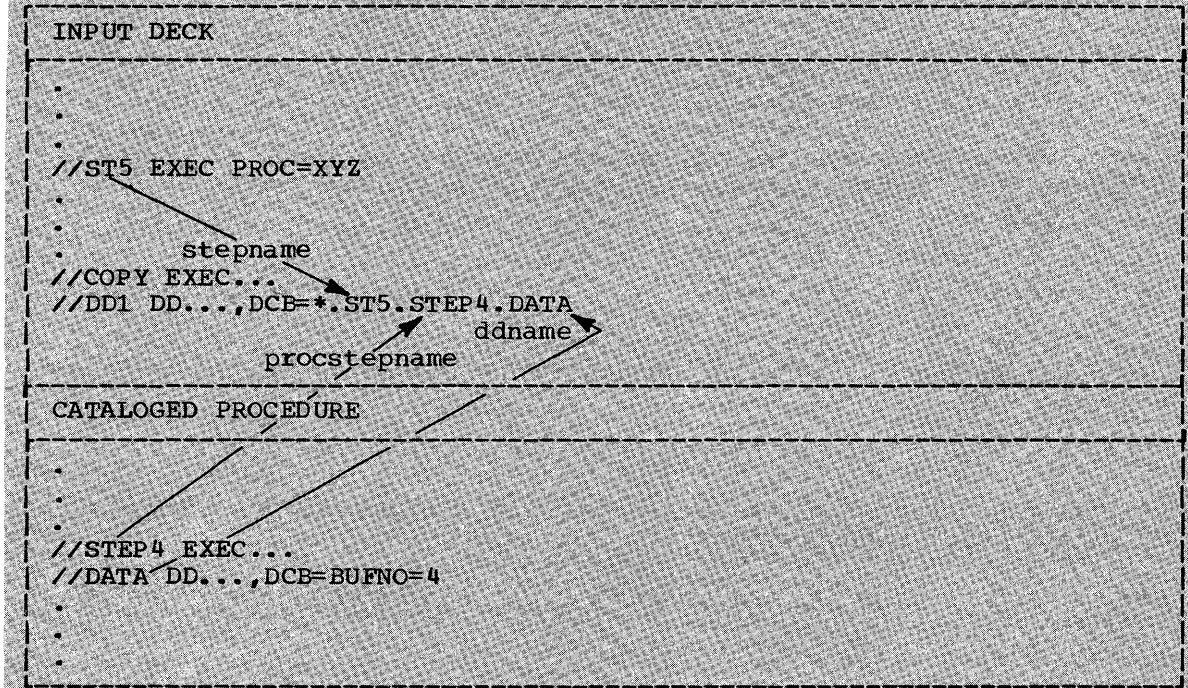 INPUT DECK
.
.
.
//ST5 EXEC PROC=XYZ
.
.
.
stepname
//COPY EXEC...
//DD1 DD...,DCB=*.ST5.STEP4.DATA
ddname
procstepname
CATALOGED PROCEDURE
.
.
.
//STEP4 EXEC...
//DATA DD...,DCB=BUFNO=4
.
.
.